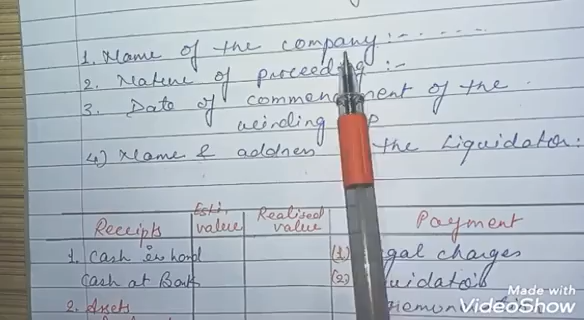 1. Name of the company :- . . . . .
2. Nature of proceeding :-
3. Date of commencement of the
winding
4) Name & address the Liquidator :
Receipts Esti. value Realised value Payment
1. Cash in hand (1) gal charges
Cash at Bank (2) uidator's
2. Assets
Made with
VideoShow